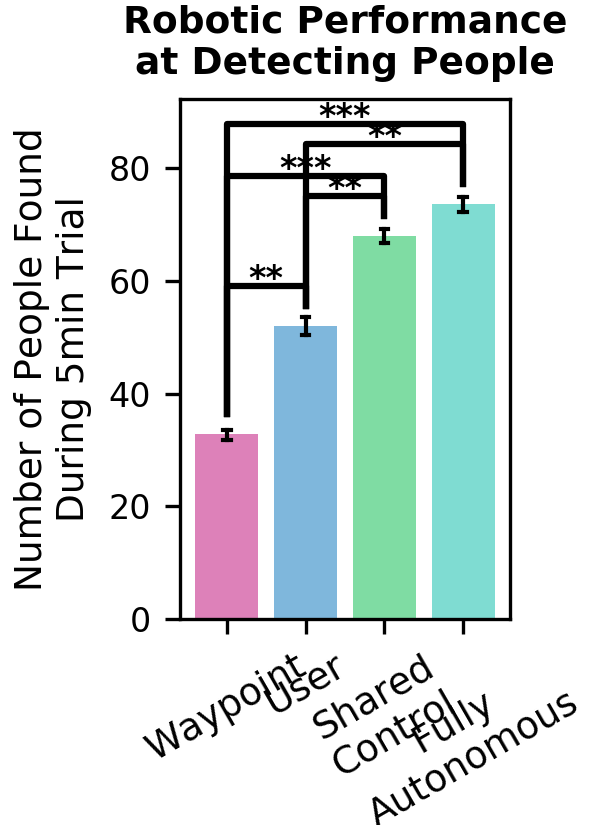 Robotic Performance
at Detecting People
Number of People Found
During 5min Trial
80
60
40
20
0
***
**
***
**
**
Waypoint
User
Shared
Control
Fully
Autonomous